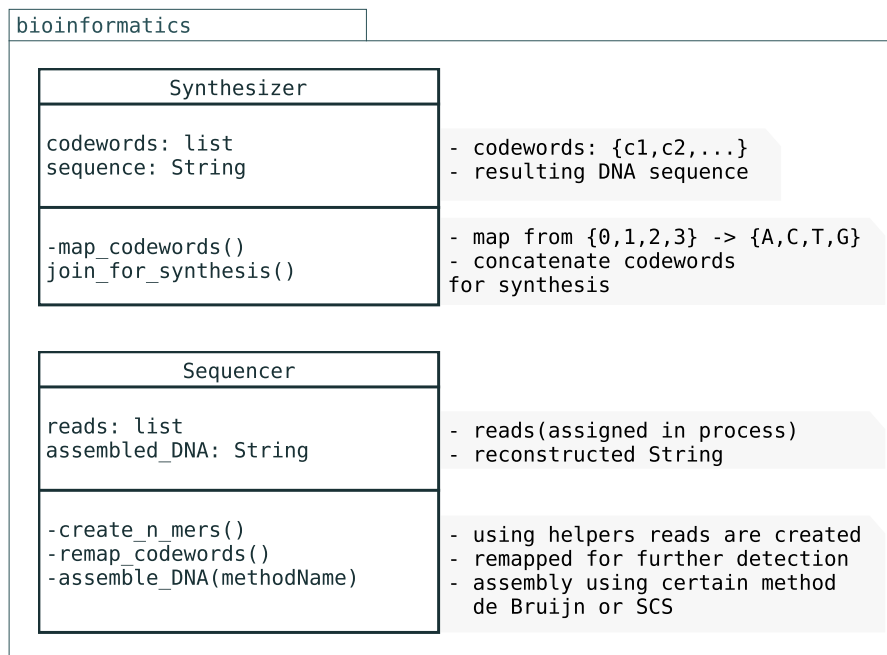 bioinformatics
Synthesizer
codewords: list
sequence: String
- codewords: {c1,c2,...}
- resulting DNA sequence
-map_codewords()
join_for_synthesis()
- map from {0,1,2,3} -> {A,C,T,G}
- concatenate codewords
for synthesis
Sequencer
reads: list
assembled_DNA: String
- reads(assigned in process)
- reconstructed String
-create_n_mers()
-remap_codewords()
-assemble_DNA(methodName)
- using helpers reads are created
- remapped for further detection
- assembly using certain method
de Bruijn or SCS